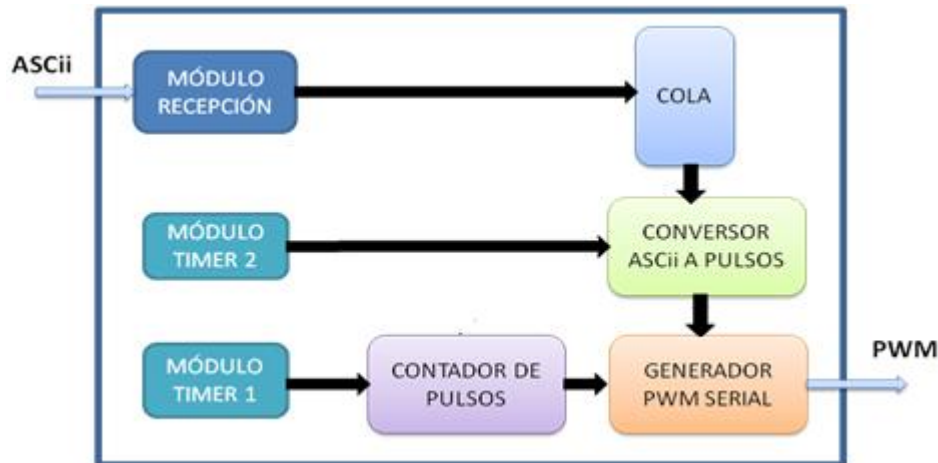 ASCii
MÓDULO
RECEPCIÓN
COLA
MÓDULO
TIMER 2
CONVERSOR
ASCii A PULSOS
MÓDULO
TIMER 1
CONTADOR DE
PULSOS
GENERADOR
PWM SERIAL
PWM